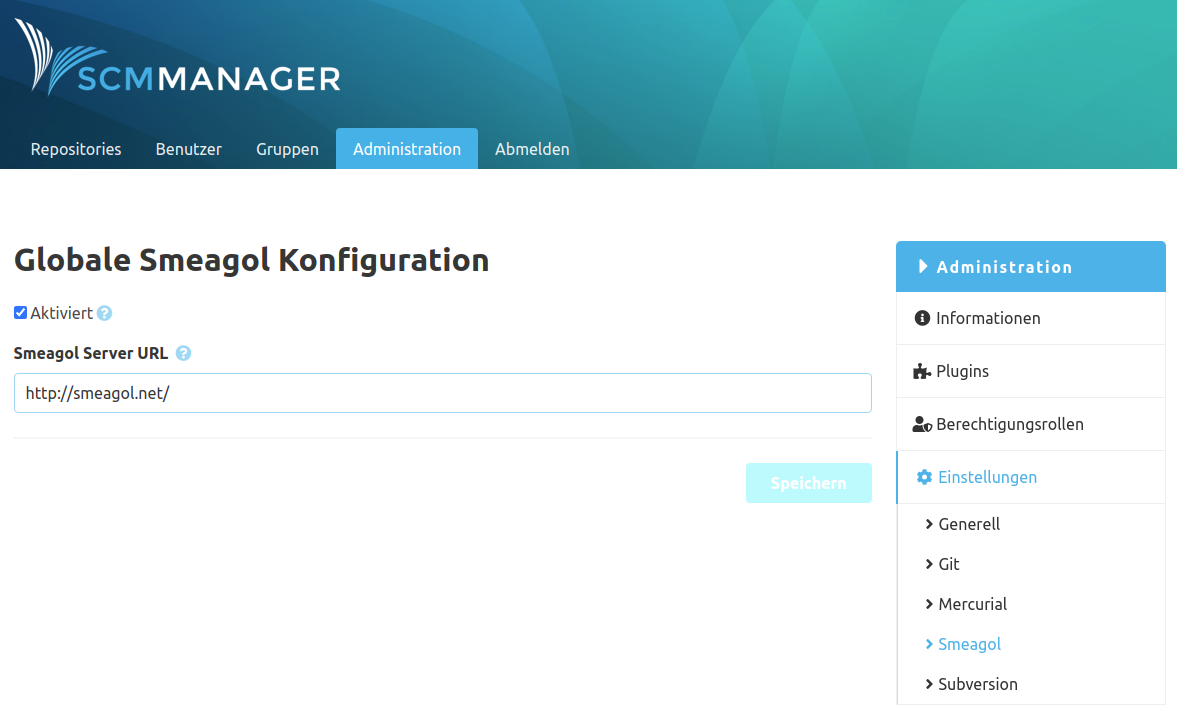 SCMMANAGER
Repositories Benutzer Gruppen Administration Abmelden
Globale Smeagol Konfiguration
Aktiviert ?
Smeagol Server URL ?
http://smeagol.net/
Speichern
Administration
Informationen
Plugins
Berechtigungsrollen
Einstellungen
Generell
Git
Mercurial
Smeagol
Subversion